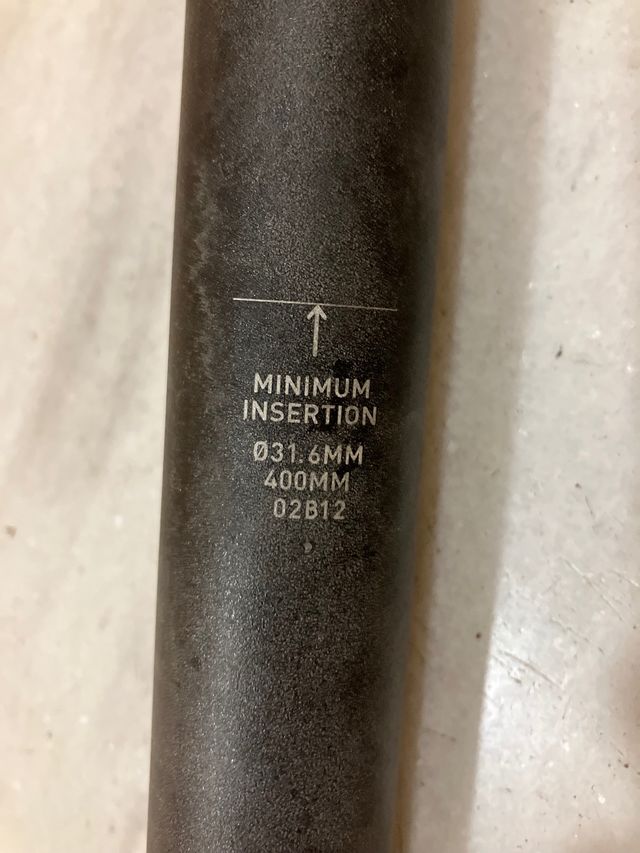 MINIMUM
INSERTION
Ø31.6MM
400MM
02B12